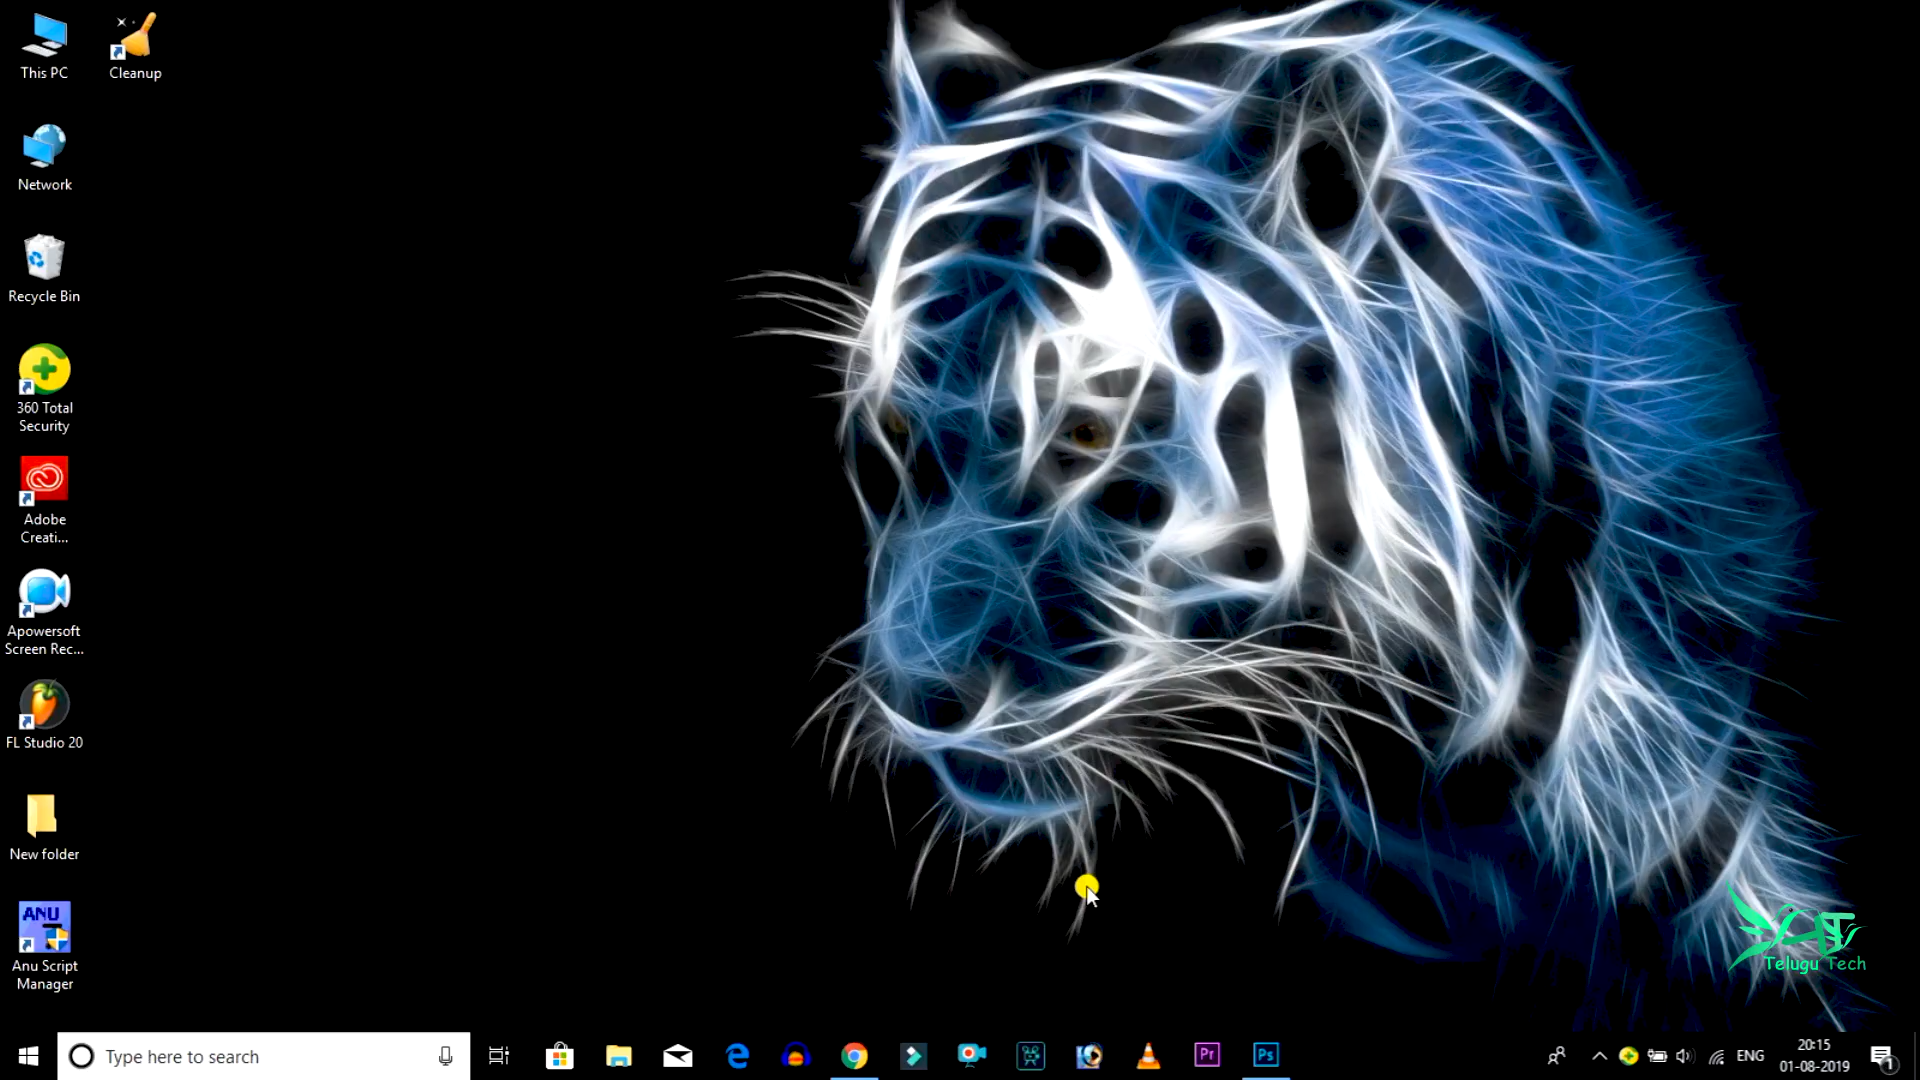 This PC
Cleanup
Network
Recycle Bin
360 Total
Security
Adobe
Creati...
Apowersoft
Screen Rec...
FL Studio 20
New folder
ANU
Anu Script
Manager
Telugu Tech
Type here to search
Pr
Ps
ENG
20:15
01-08-2019
1